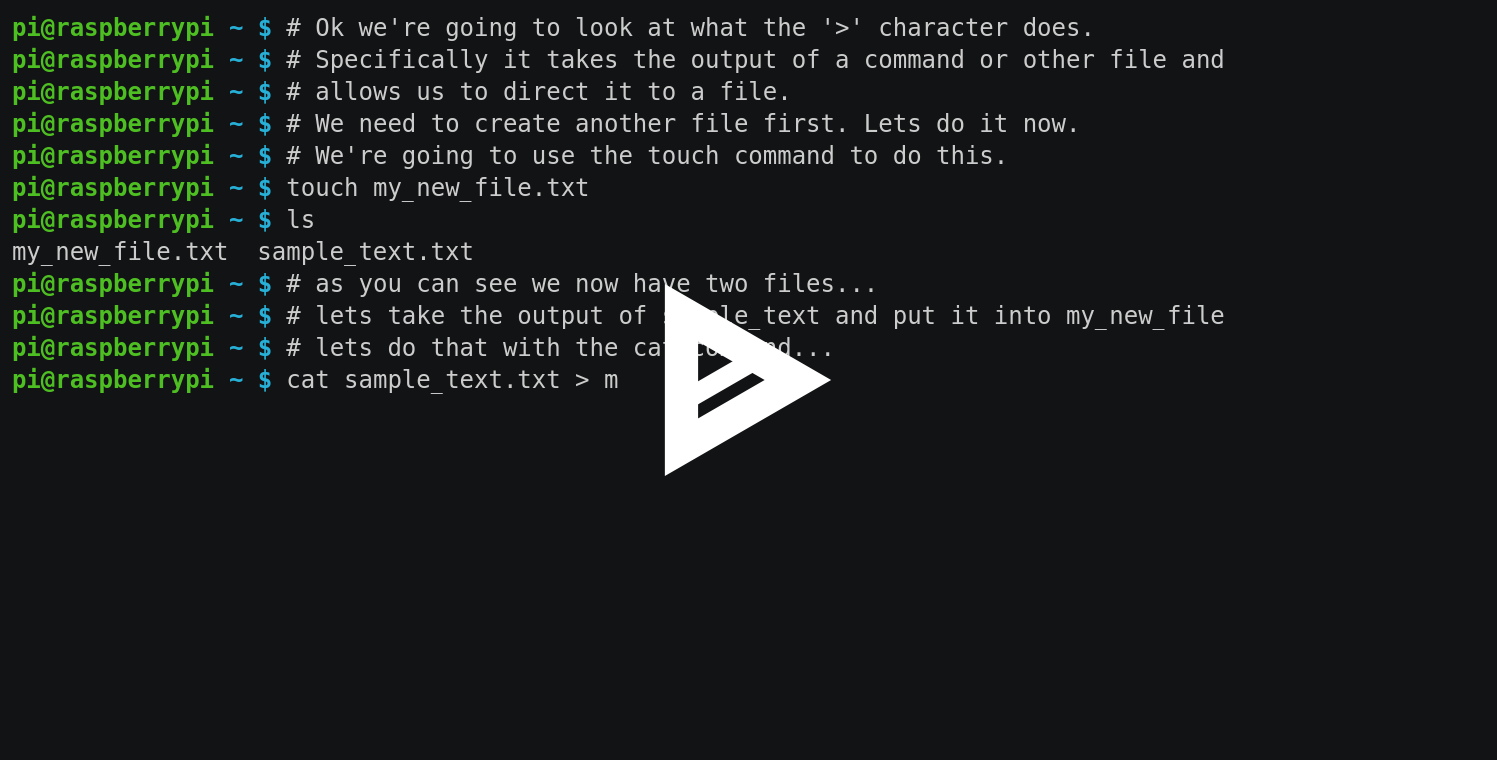 pi@raspberrypi ~ $ # Ok we're going to look at what the '>' character does.
pi@raspberrypi ~ $ # Specifically it takes the output of a command or other file and
pi@raspberrypi ~ $ # allows us to direct it to a file.
pi@raspberrypi ~ $ # We need to create another file first. Lets do it now.
pi@raspberrypi ~ $ # We're going to use the touch command to do this.
pi@raspberrypi ~ $ touch my_new_file.txt
pi@raspberrypi ~ $ ls
my_new_file.txt  sample_text.txt
pi@raspberrypi ~ $ # as you can see we now have two files...
pi@raspberrypi ~ $ # lets take the output of sample_text and put it into my_new_file
pi@raspberrypi ~ $ # lets do that with the cat command...
pi@raspberrypi ~ $ cat sample_text.txt > m